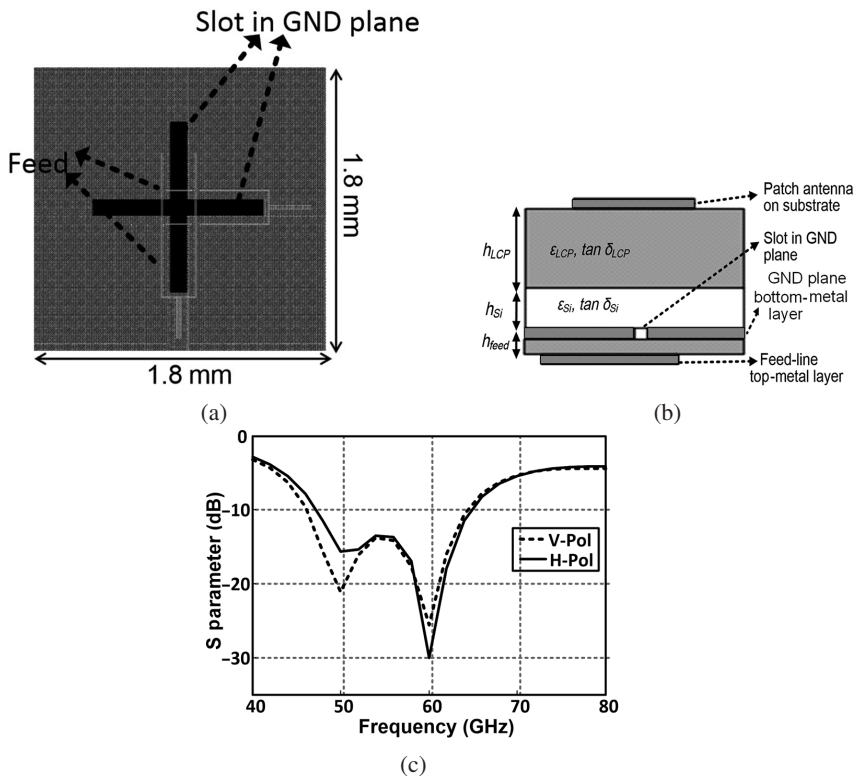 Slot in GND plane
Feed
1.8 mm
1.8 mm
(a)
Patch antenna
on substrate
Slot in GND
plane
GND plane
bottom-metal
layer
Feed-line
top-metal layer
h_LCP
ε_LCP, tan δ_LCP
h_Si
ε_Si, tan δ_Si
h_feed
(b)
0
−10
−20
−30
S parameter (dB)
V-Pol
H-Pol
40 50 60 70 80
Frequency (GHz)
(c)